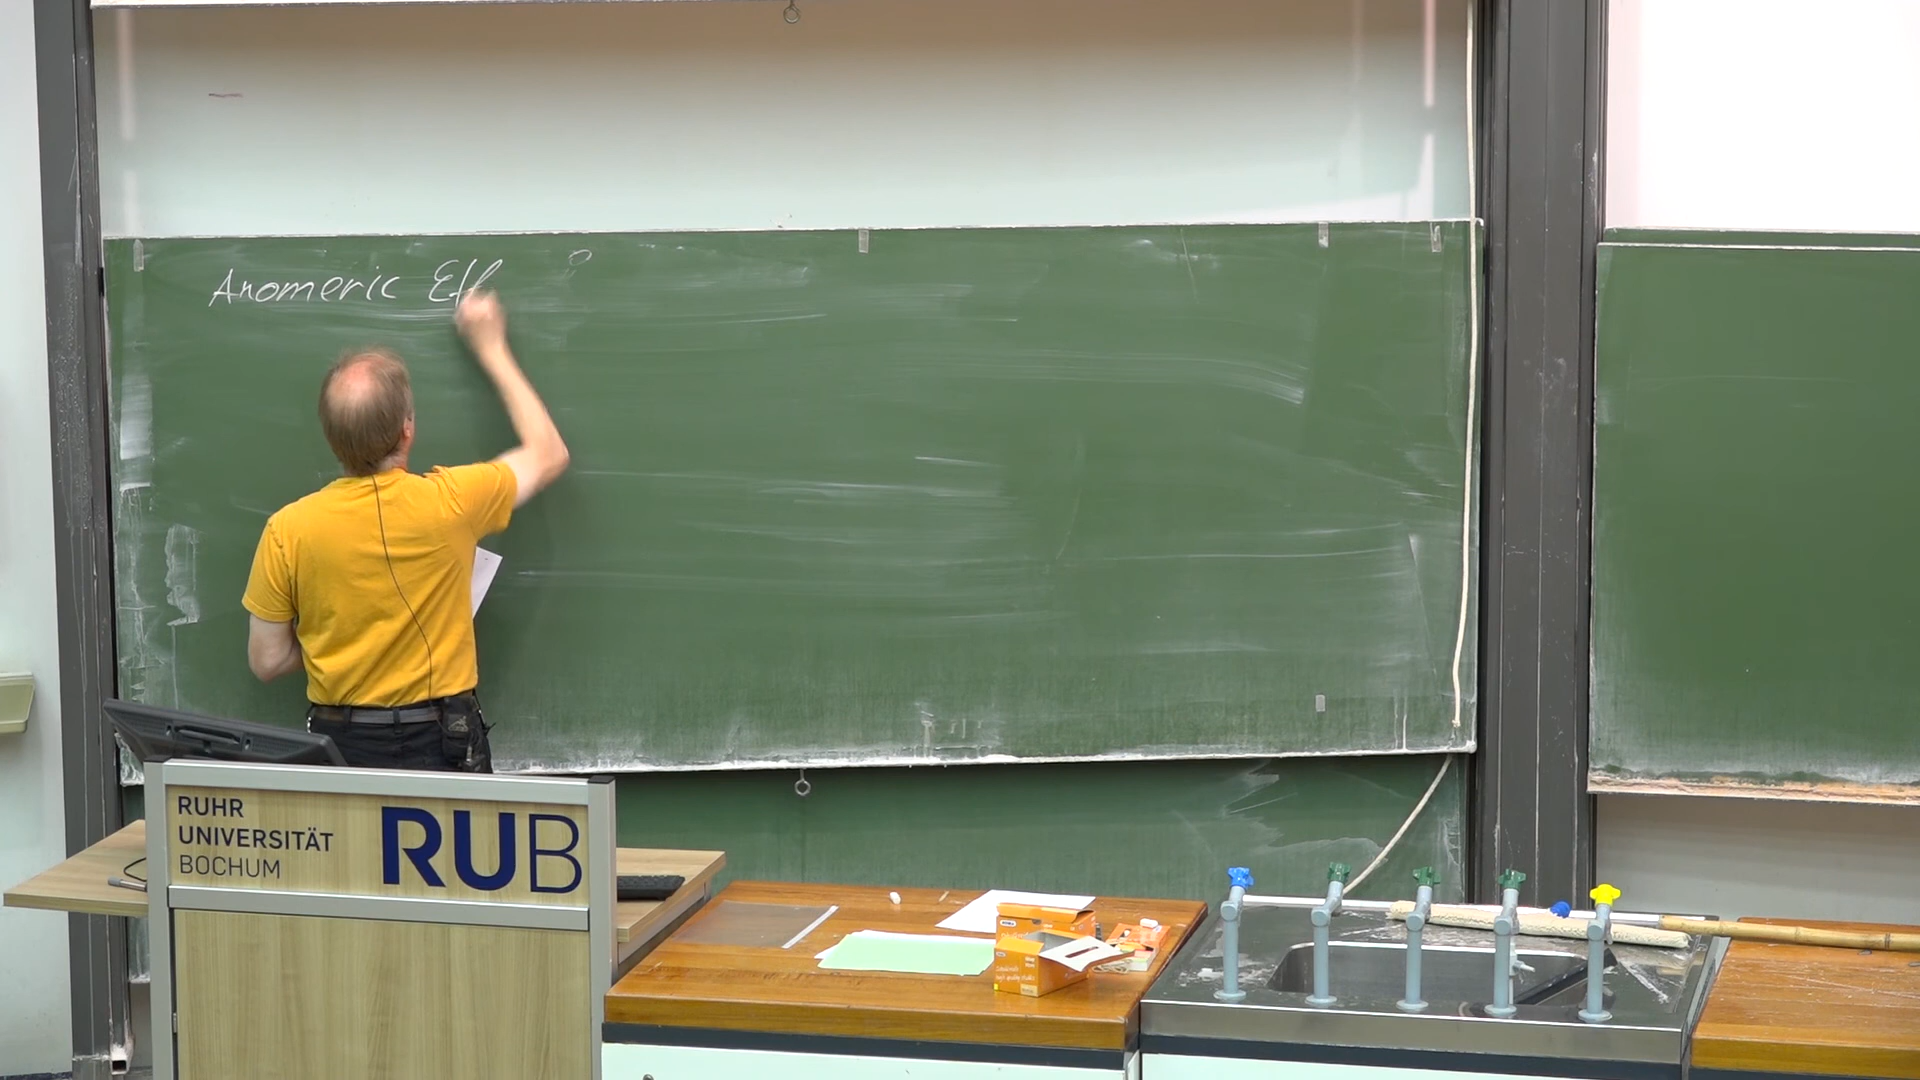 Anomeric Eff
RUHR
UNIVERSITÄT
BOCHUM
RUB